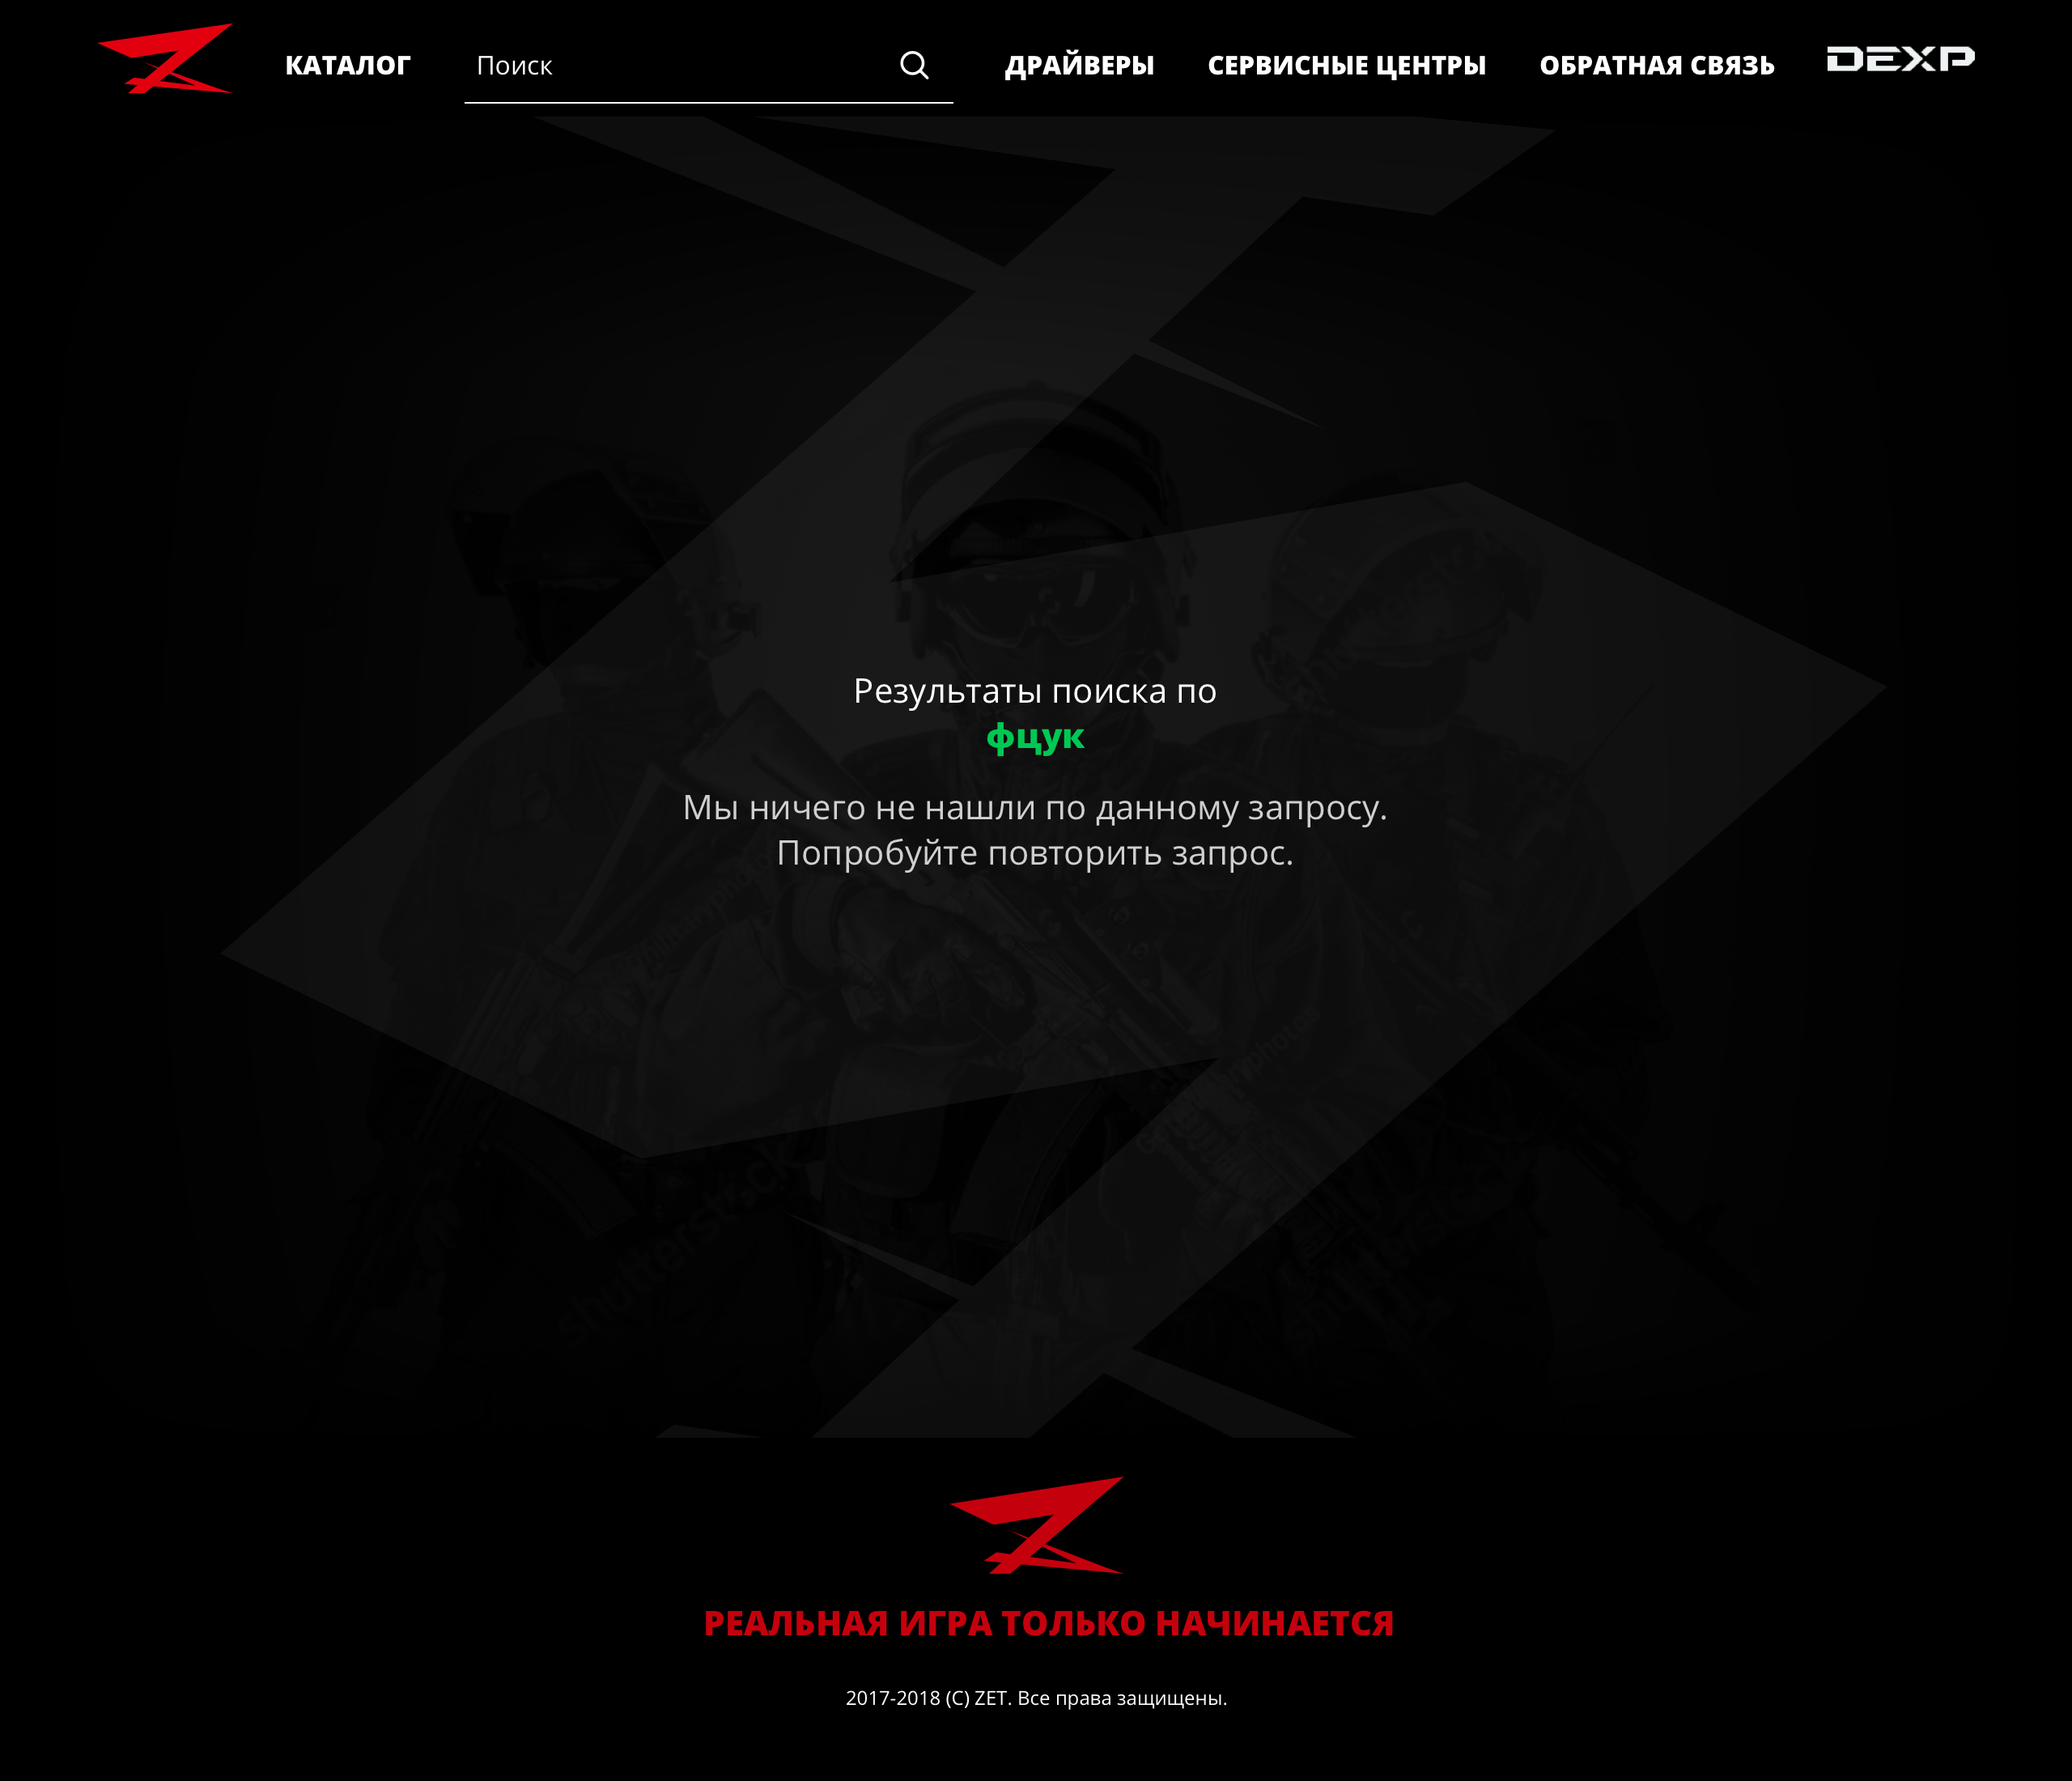 КАТАЛОГ
Поиск
ДРАЙВЕРЫ
СЕРВИСНЫЕ ЦЕНТРЫ
ОБРАТНАЯ СВЯЗЬ
DEXP
Результаты поиска по
фцук
Мы ничего не нашли по данному запросу.
Попробуйте повторить запрос.
shutterstock
РЕАЛЬНАЯ ИГРА ТОЛЬКО НАЧИНАЕТСЯ
2017-2018 (C) ZET. Все права защищены.